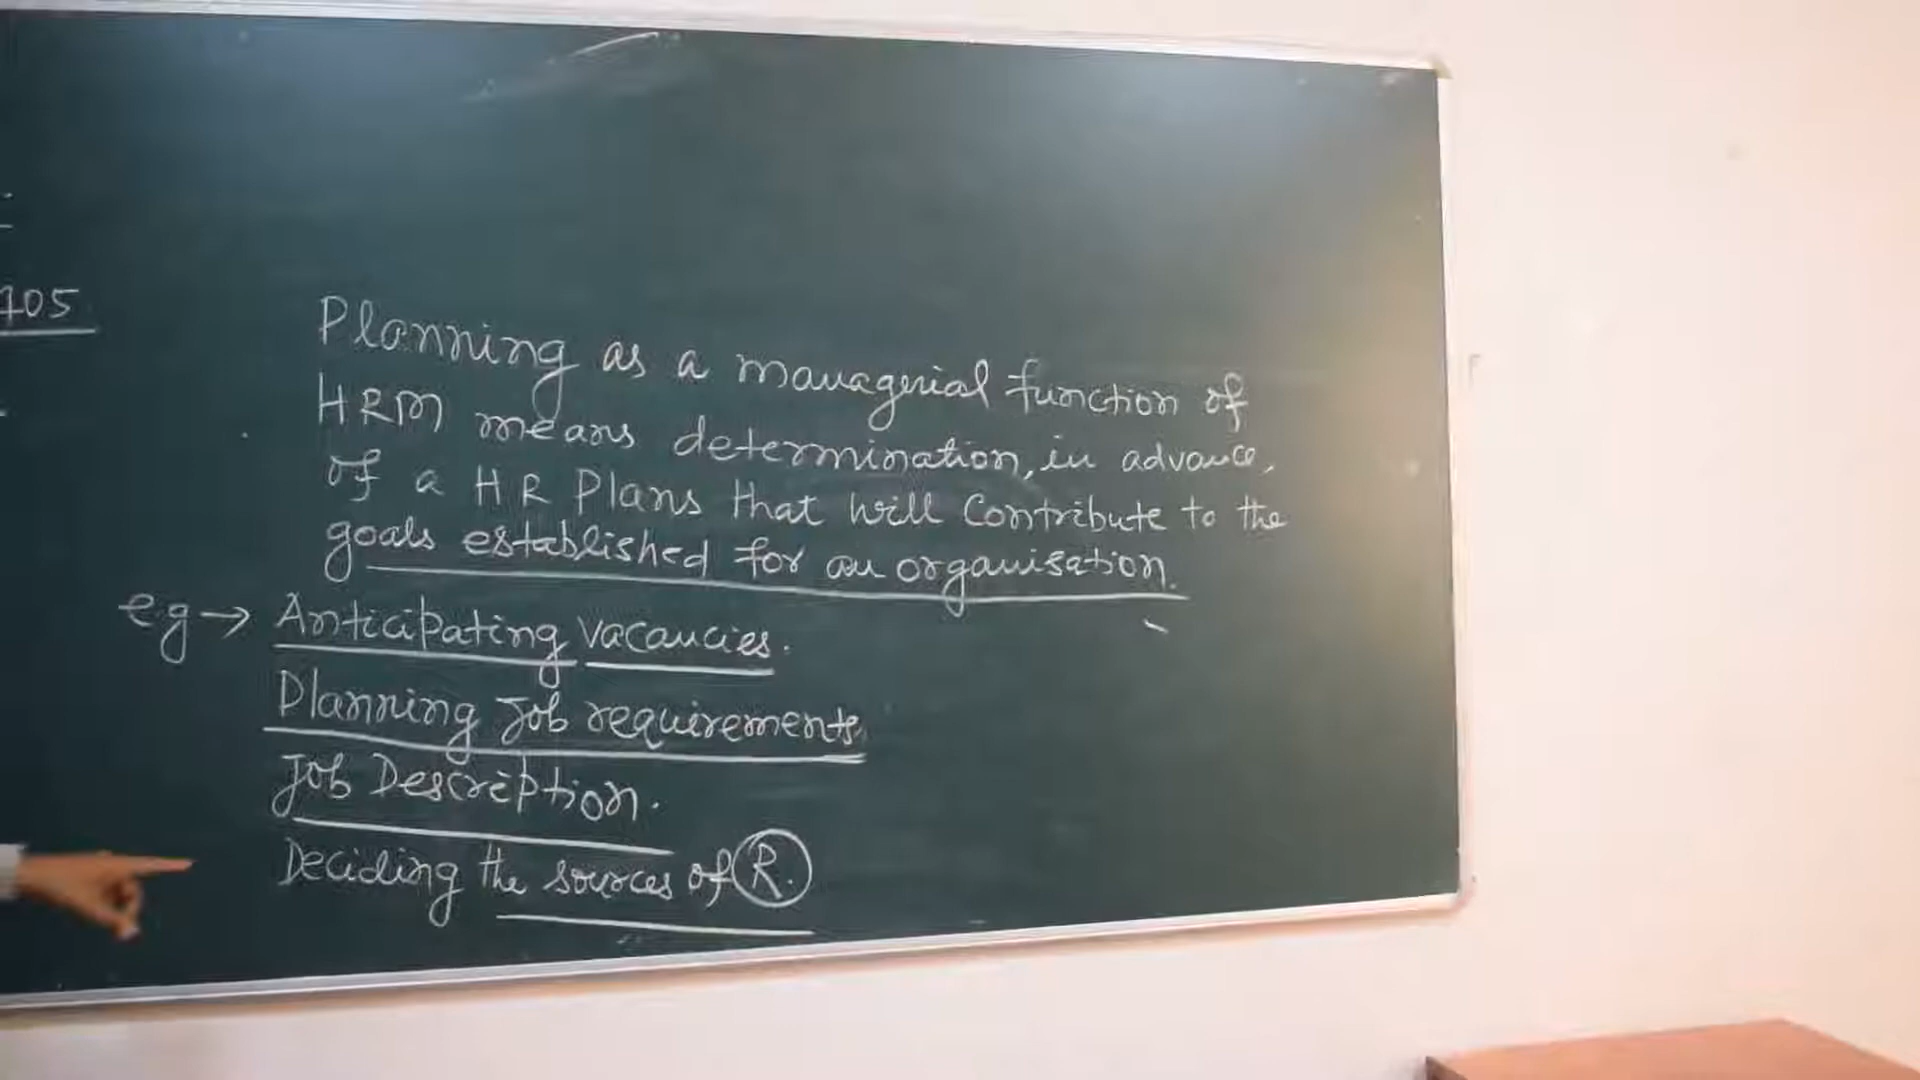 105
Planning as a managerial function of
HRM means determination, in advance,
of a HR Plans that will Contribute to the
goals established for an organisation.
e.g → Anticipating vacancies.
Planning Job requirements.
Job Description.
Deciding the sources of R.